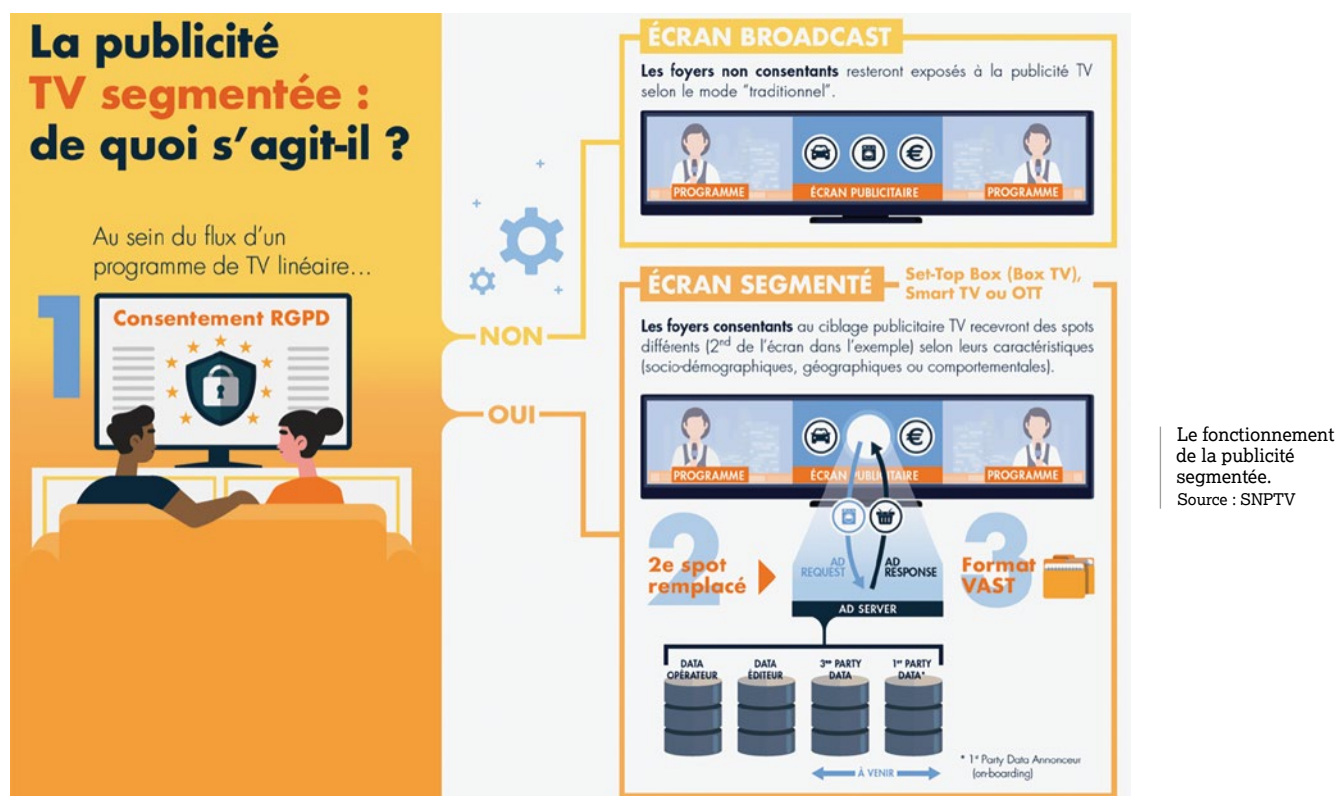 La publicité
TV segmentée :
de quoi s’agit-il ?
Au sein du flux d’un
programme de TV linéaire…
1
Consentement RGPD
NON
OUI
ÉCRAN BROADCAST
Les foyers non consentants resteront exposés à la publicité TV
selon le mode “traditionnel”.
PROGRAMME
ÉCRAN PUBLICITAIRE
PROGRAMME
ÉCRAN SEGMENTÉ
Set-Top Box (Box TV),
Smart TV ou OTT
Les foyers consentants au ciblage publicitaire TV recevront des spots
différents (2nd de l’écran dans l’exemple) selon leurs caractéristiques
(socio-démographiques, géographiques ou comportementales).
PROGRAMME
ÉCRAN PUBLICITAIRE
PROGRAMME
2
2e spot
remplacé
AD
REQUEST
AD
RESPONSE
3
Format
VAST
AD SERVER
DATA
OPÉRATEUR
DATA
ÉDITEUR
3ème PARTY
DATA
1er PARTY
DATA*
À VENIR
* 1st Party Data Annonceur
(on-boarding)
Le fonctionnement
de la publicité
segmentée.
Source : SNPTV